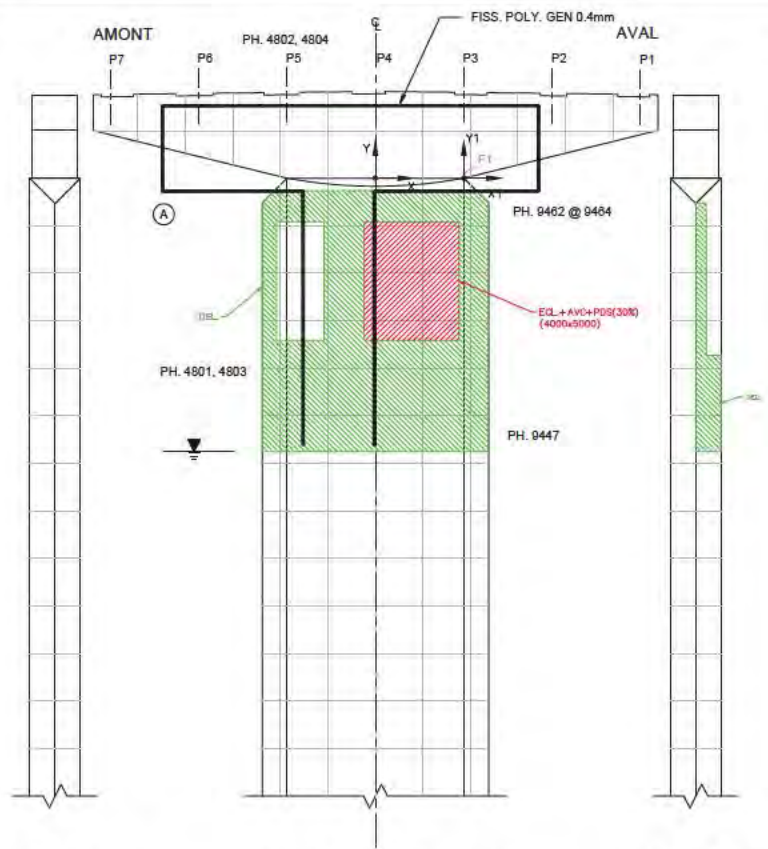 FISS. POLY. GEN 0.4mm
AMONT
PH. 4802, 4804
AVAL
P7
P6
P5
P4
P3
P2
P1
Y
Y1
X
X1
A
PH. 9462 @ 9464
ECL.+AVC+PDS(30%)
(4000x5000)
PH. 4801, 4803
PH. 9447